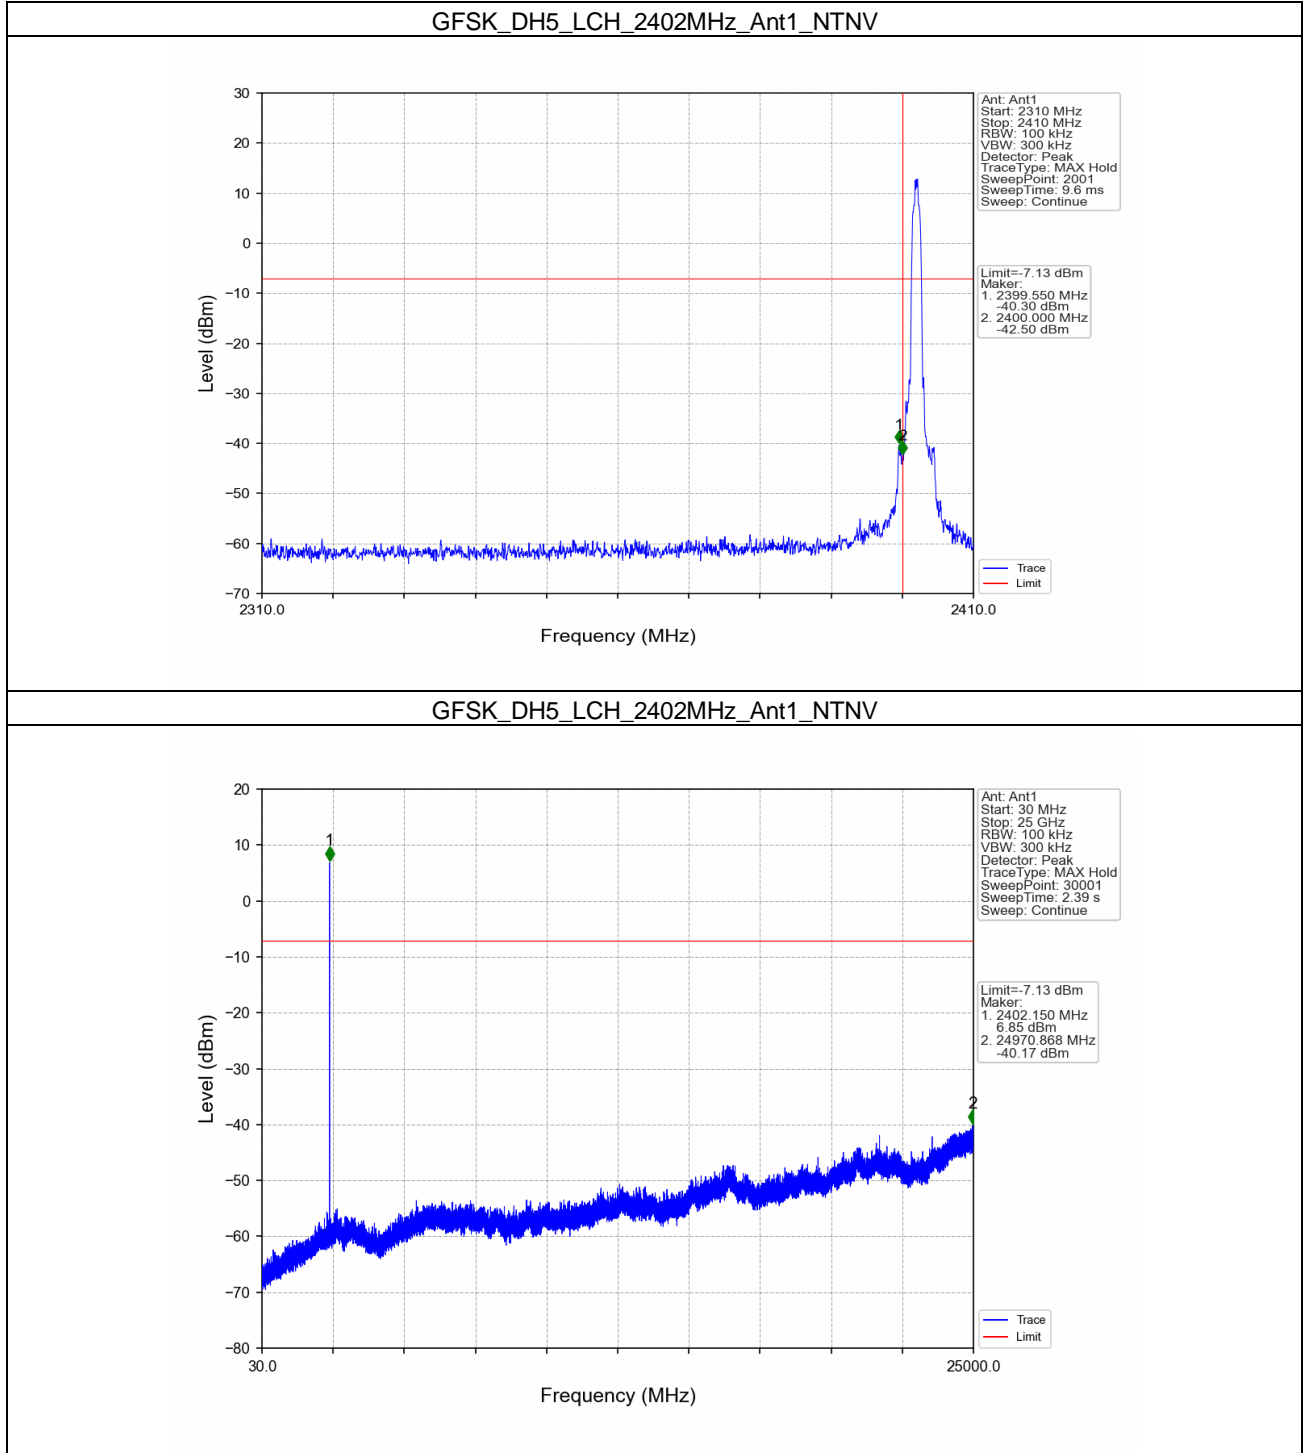 GFSK_DH5_LCH_2402MHz_Ant1_NTNV
30
20
10
0
−10
−20
−30
−40
−50
−60
−70
Level (dBm)
2310.0
2410.0
Frequency (MHz)
1
2
Ant: Ant1
Start: 2310 MHz
Stop: 2410 MHz
RBW: 100 kHz
VBW: 300 kHz
Detector: Peak
TraceType: MAX Hold
SweepPoint: 2001
SweepTime: 9.6 ms
Sweep: Continue
Limit=-7.13 dBm
Maker:
1. 2399.550 MHz
-40.30 dBm
2. 2400.000 MHz
-42.50 dBm
Trace
Limit
GFSK_DH5_LCH_2402MHz_Ant1_NTNV
20
10
0
−10
−20
−30
−40
−50
−60
−70
−80
Level (dBm)
30.0
25000.0
Frequency (MHz)
1
2
Ant: Ant1
Start: 30 MHz
Stop: 25 GHz
RBW: 100 kHz
VBW: 300 kHz
Detector: Peak
TraceType: MAX Hold
SweepPoint: 30001
SweepTime: 2.39 s
Sweep: Continue
Limit=-7.13 dBm
Maker:
1. 2402.150 MHz
6.85 dBm
2. 24970.868 MHz
-40.17 dBm
Trace
Limit